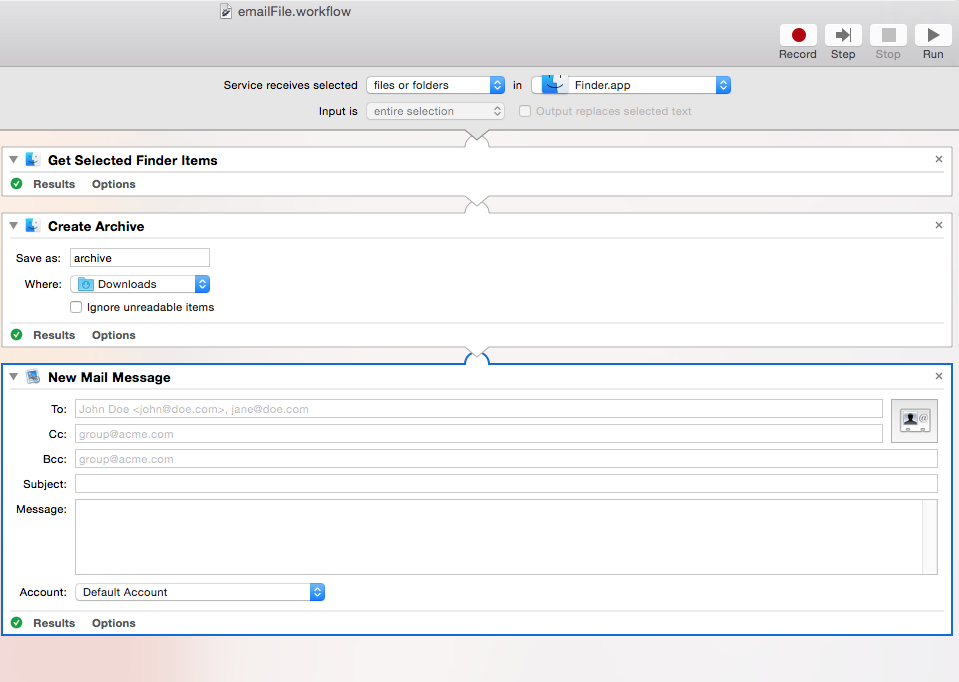 emailFile.workflow
Record Step Stop Run
Service receives selected files or folders in Finder.app
Input is entire selection Output replaces selected text
Get Selected Finder Items
Results Options
Create Archive
Save as: archive
Where: Downloads
Ignore unreadable items
Results Options
New Mail Message
To: John Doe <john@doe.com>, jane@doe.com
Cc: group@acme.com
Bcc: group@acme.com
Subject:
Message:
Account: Default Account
Results Options